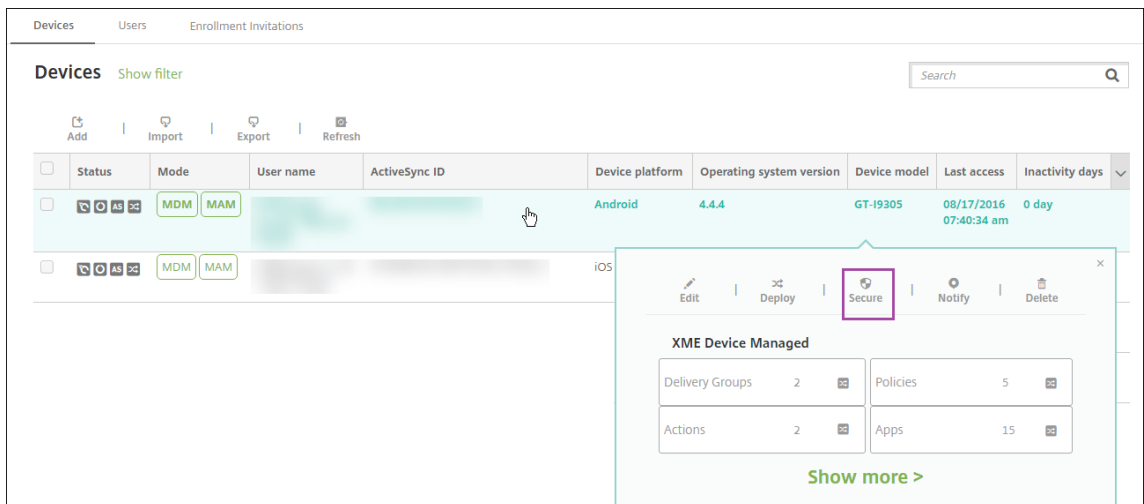 Devices Users Enrollment Invitations
Devices Show filter
Search
Add | Import | Export | Refresh
Status Mode User name ActiveSync ID Device platform Operating system version Device model Last access Inactivity days
AS MDM MAM Android 4.4.4 GT-I9305 08/17/2016 0 day
07:40:34 am
AS MDM MAM iOS
×
Edit | Deploy | Secure | Notify | Delete
XME Device Managed
Delivery Groups 2 Policies 5
Actions 2 Apps 15
Show more >